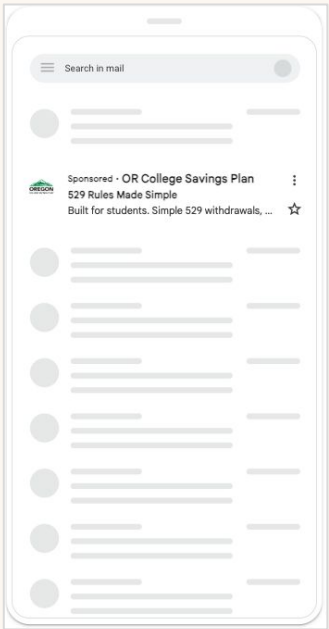 Search in mail
Sponsored · OR College Savings Plan
OREGON
529 Rules Made Simple
Built for students. Simple 529 withdrawals, ...